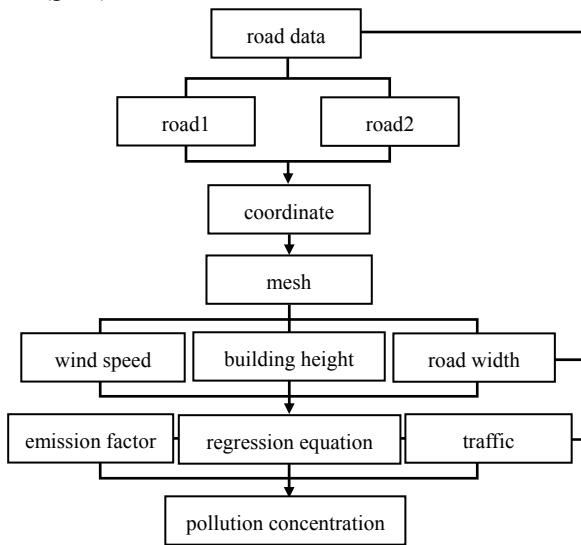 road data
road1
road2
coordinate
mesh
wind speed
building height
road width
emission factor
regression equation
traffic
pollution concentration